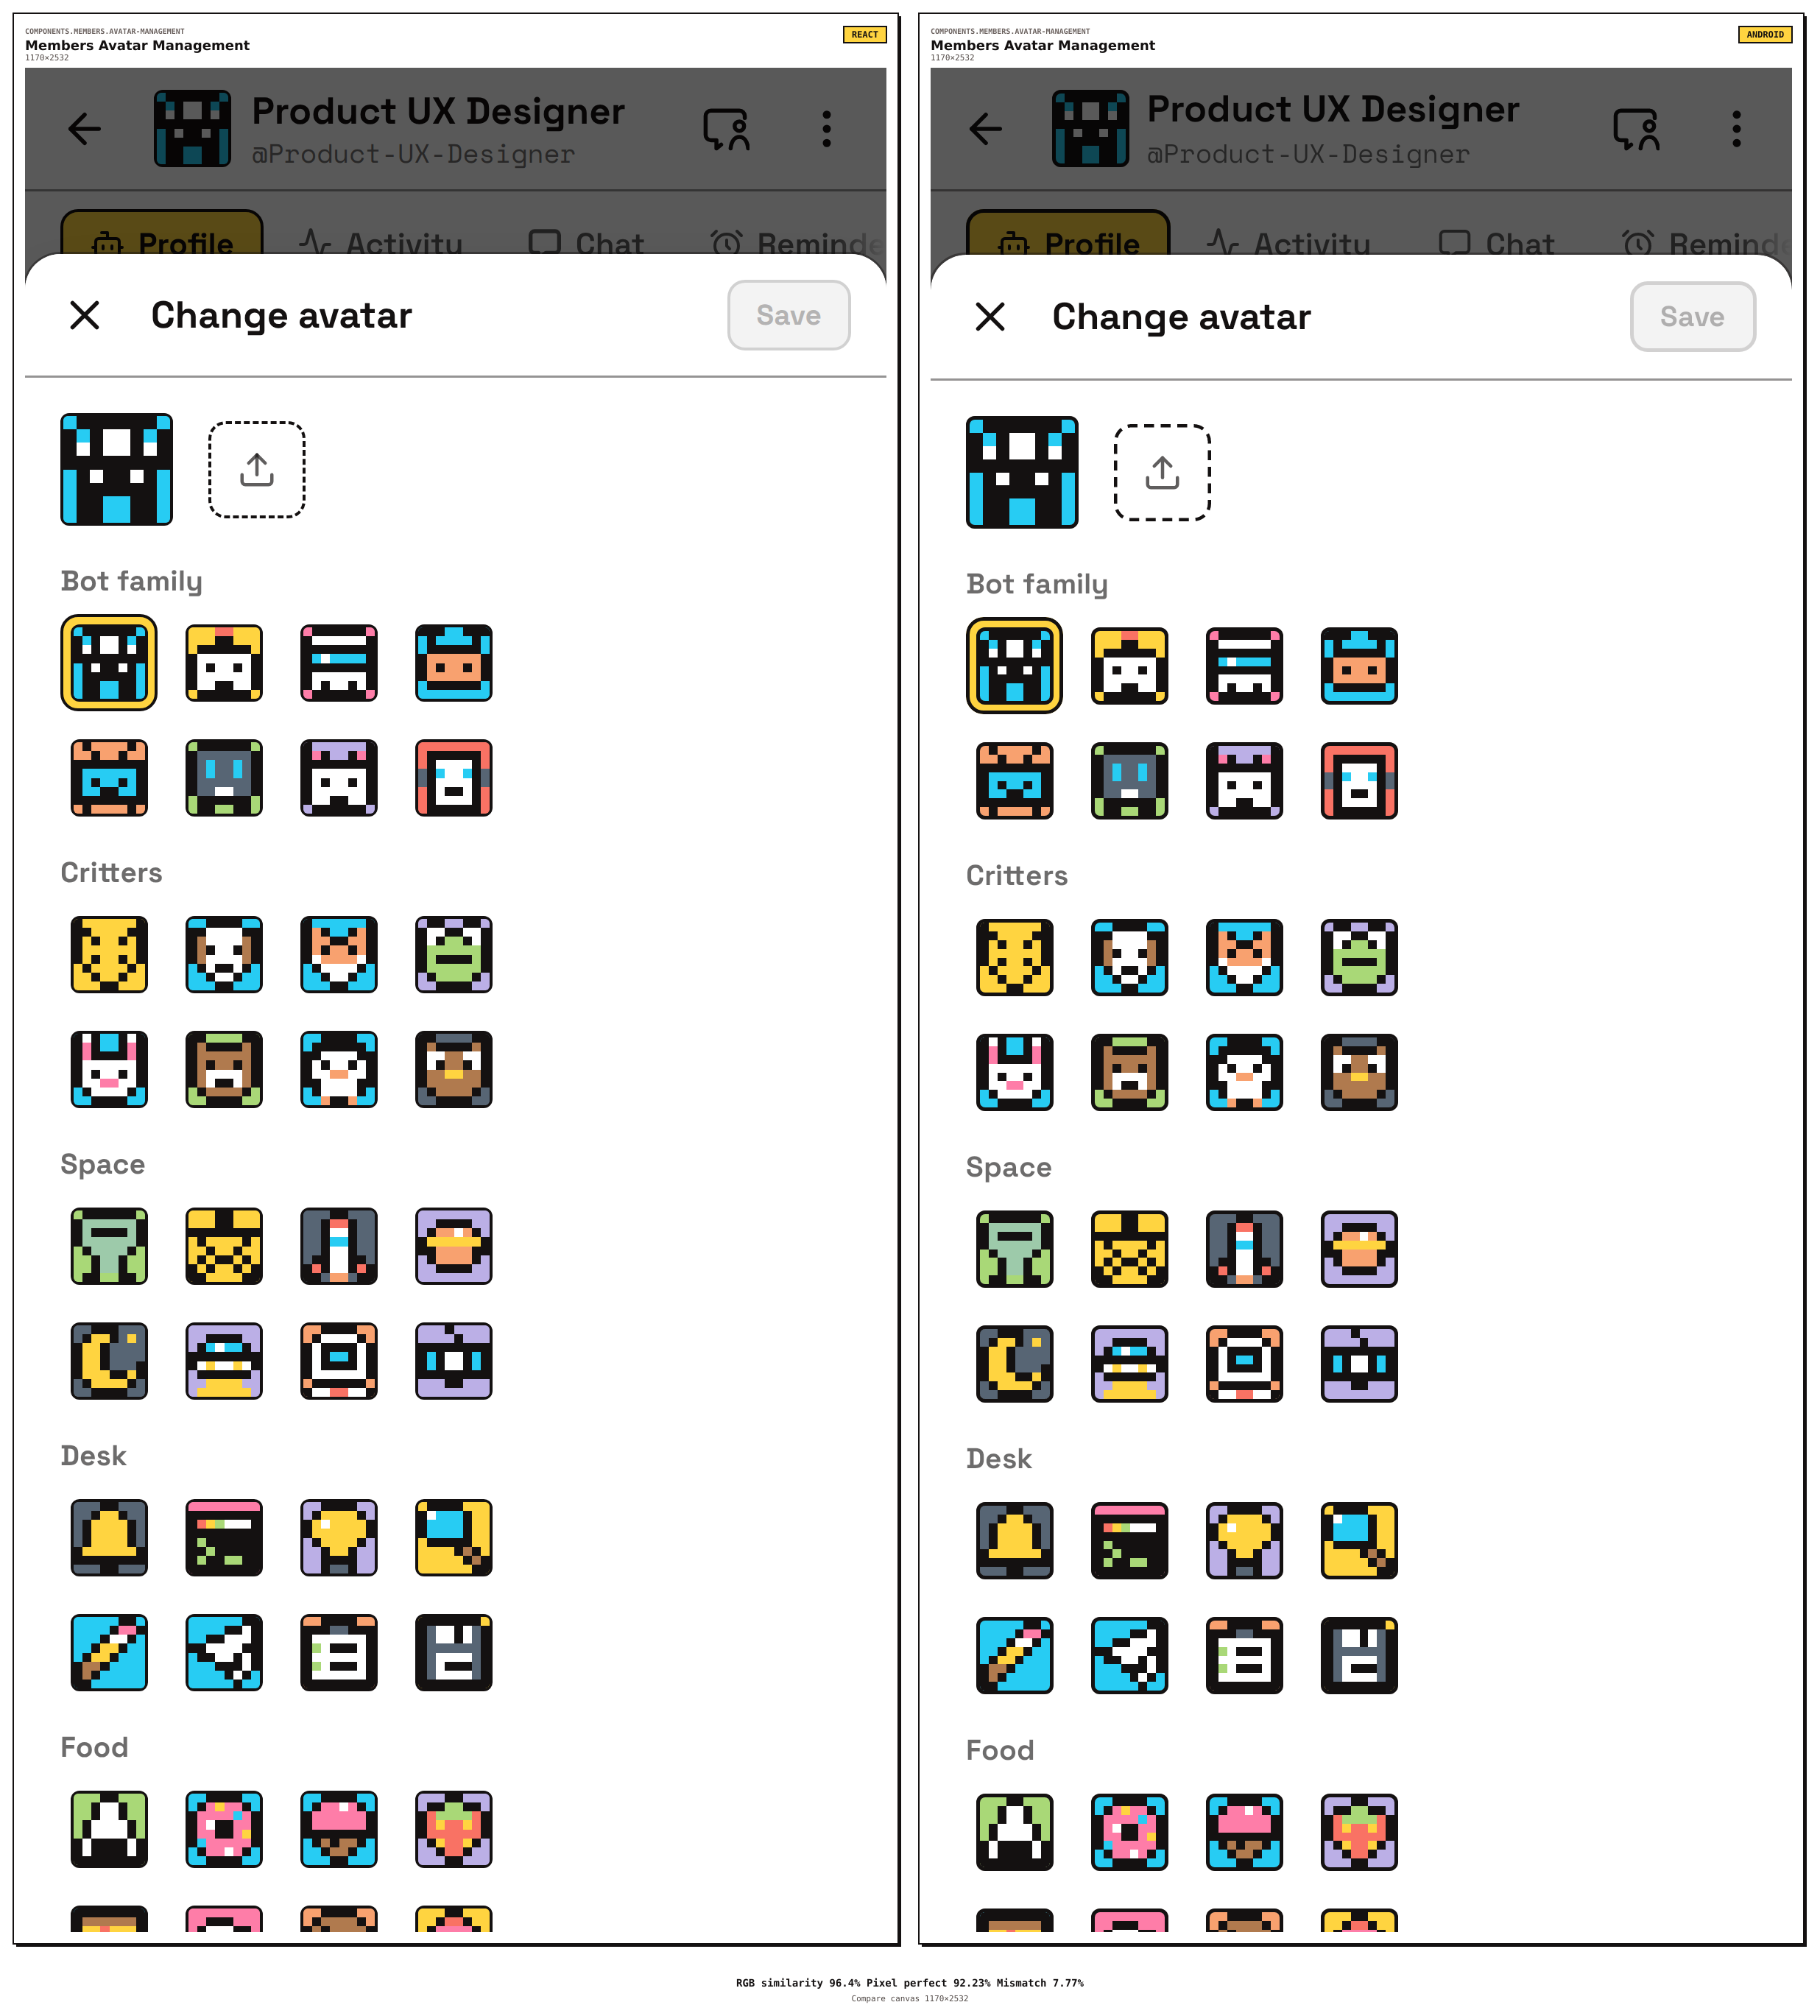 COMPONENTS.MEMBERS.AVATAR-MANAGEMENT
Members Avatar Management
1170×2532
REACT
Product UX Designer
@Product-UX-Designer
Profile
Activity
Chat
Reminde
Change avatar
Save
Bot family
Critters
Space
Desk
Food
COMPONENTS.MEMBERS.AVATAR-MANAGEMENT
Members Avatar Management
1170×2532
ANDROID
Product UX Designer
@Product-UX-Designer
Profile
Activity
Chat
Reminde
Change avatar
Save
Bot family
Critters
Space
Desk
Food
RGB similarity 96.4% Pixel perfect 92.23% Mismatch 7.77%
Compare canvas 1170×2532